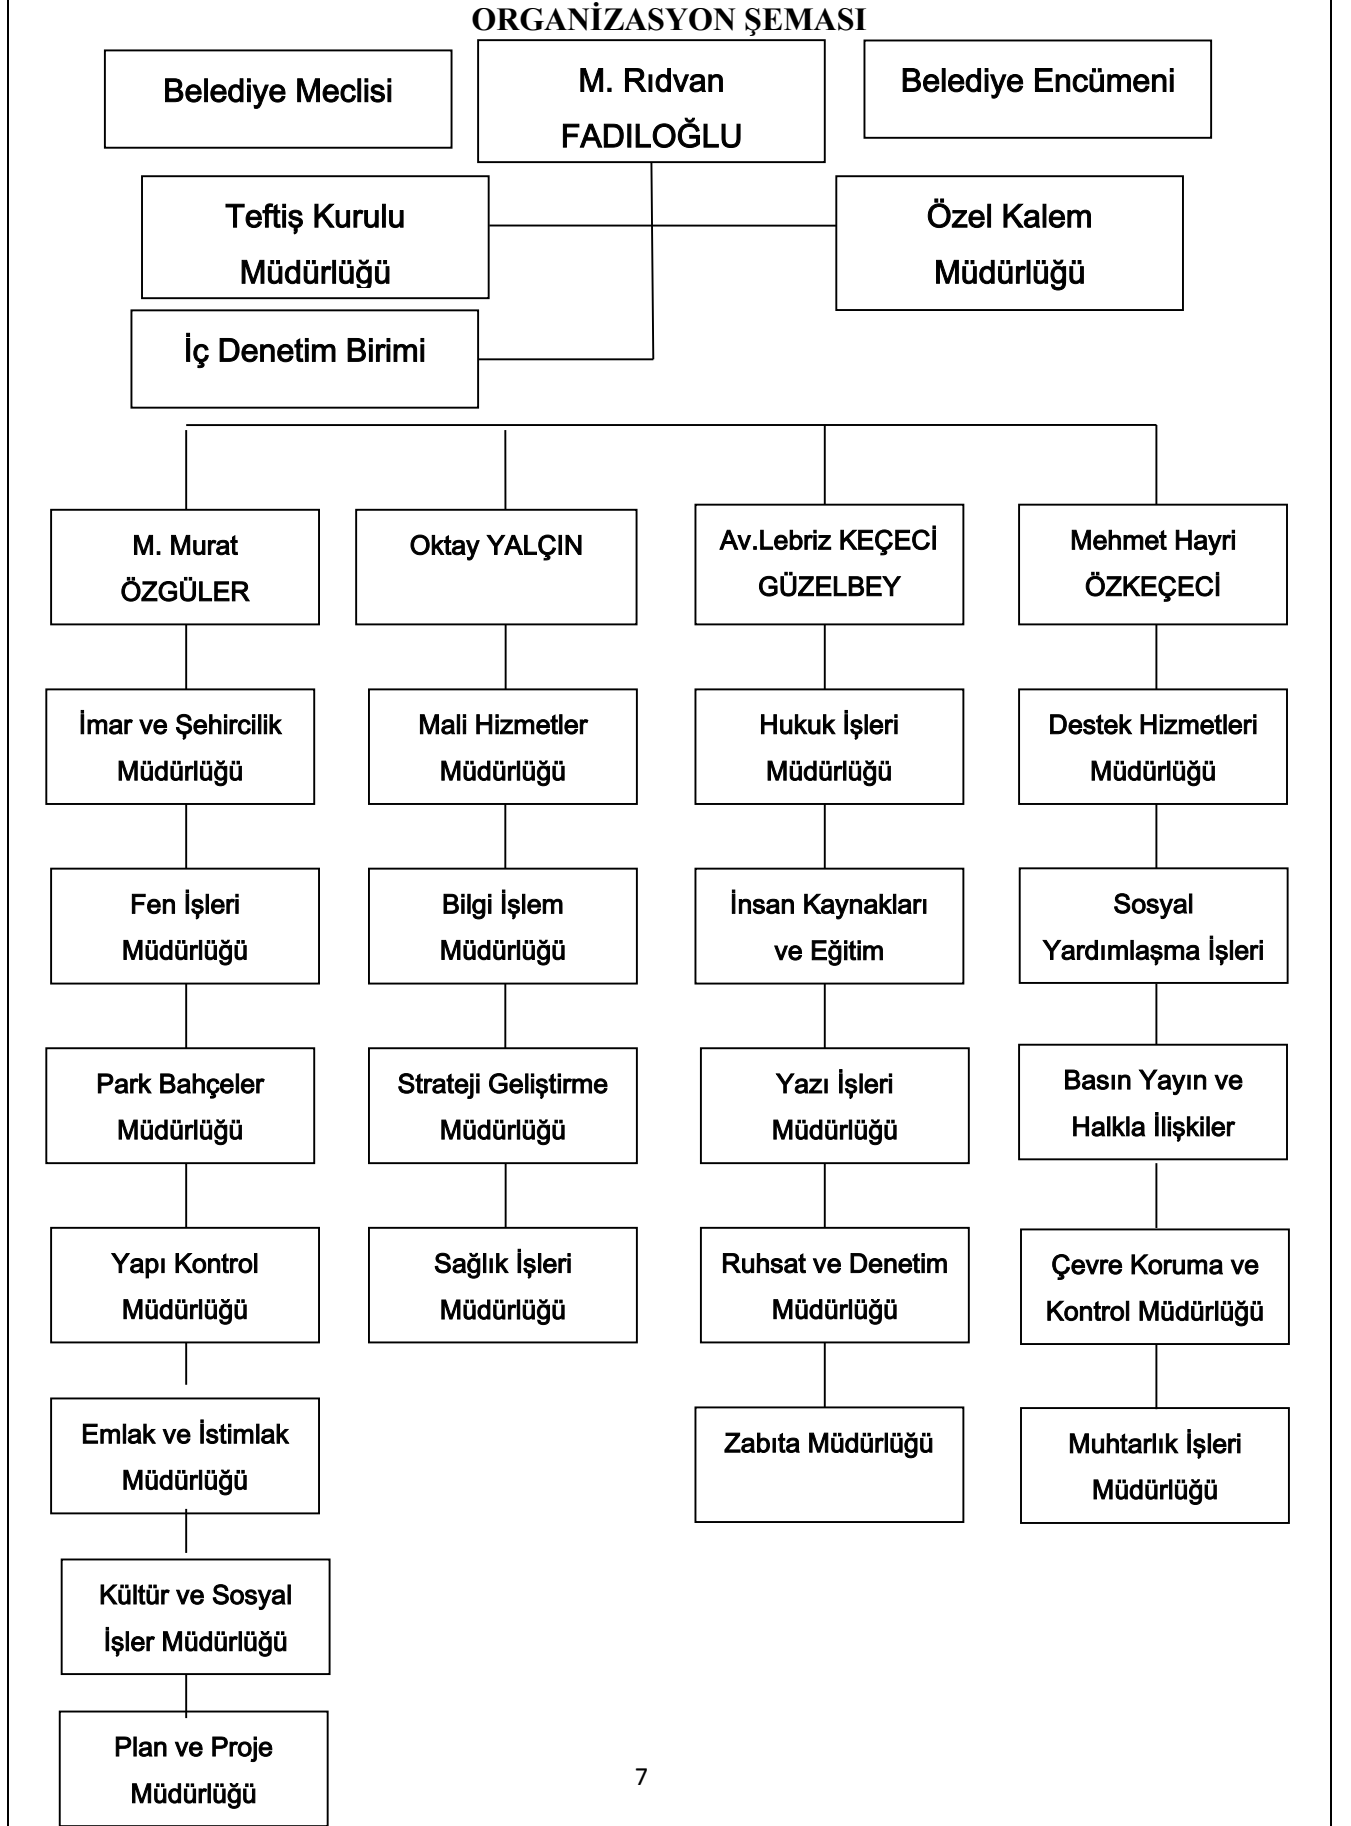 ORGANİZASYON ŞEMASI
Belediye Meclisi
M. Rıdvan
FADILOĞLU
Belediye Encümeni
Teftiş Kurulu
Müdürlüğü
Özel Kalem
Müdürlüğü
İç Denetim Birimi
M. Murat
ÖZGÜLER
Oktay YALÇIN
Av.Lebriz KEÇECİ
GÜZELBEY
Mehmet Hayri
ÖZKEÇECİ
İmar ve Şehircilik
Müdürlüğü
Mali Hizmetler
Müdürlüğü
Hukuk İşleri
Müdürlüğü
Destek Hizmetleri
Müdürlüğü
Fen İşleri
Müdürlüğü
Bilgi İşlem
Müdürlüğü
İnsan Kaynakları
ve Eğitim
Sosyal
Yardımlaşma İşleri
Park Bahçeler
Müdürlüğü
Strateji Geliştirme
Müdürlüğü
Yazı İşleri
Müdürlüğü
Basın Yayın ve
Halkla İlişkiler
Yapı Kontrol
Müdürlüğü
Sağlık İşleri
Müdürlüğü
Ruhsat ve Denetim
Müdürlüğü
Çevre Koruma ve
Kontrol Müdürlüğü
Emlak ve İstimlak
Müdürlüğü
Zabıta Müdürlüğü
Muhtarlık İşleri
Müdürlüğü
Kültür ve Sosyal
İşler Müdürlüğü
Plan ve Proje
Müdürlüğü
7